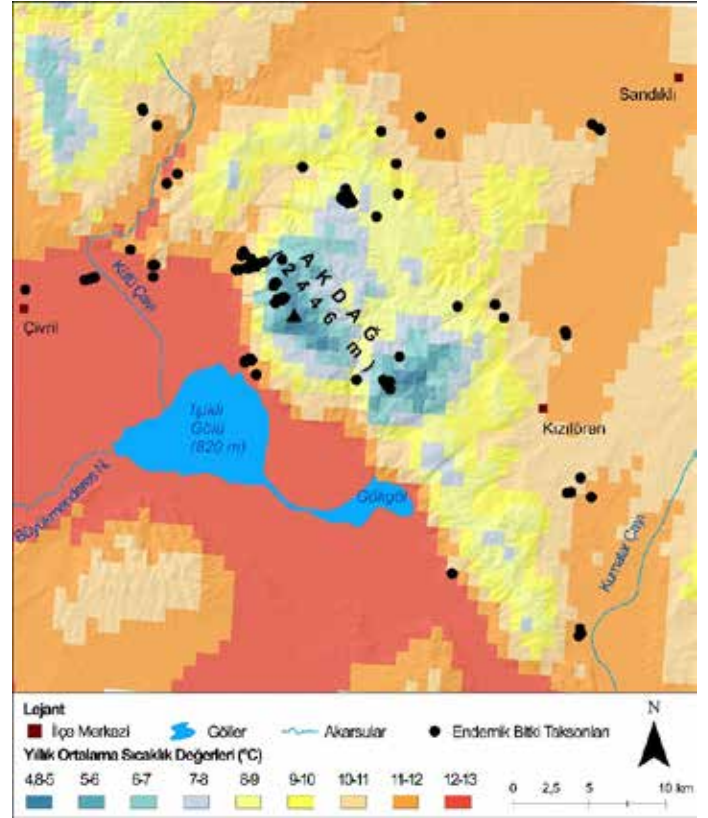 Sandıklı
AKDAĞ
(2446 m)
Küfü Çayı
Çivril
Işıklı
Gölü
(820 m)
Kızılören
Gökgöl
Büyükmenderes N.
Kumalar Çayı
Lejant
İlçe Merkezi Göller Akarsular Endemik Bitki Taksonları
N
Yıllık Ortalama Sıcaklık Değerleri (°C)
4,8-5 5-6 6-7 7-8 8-9 9-10 10-11 11-12 12-13
0 2,5 5 10 km